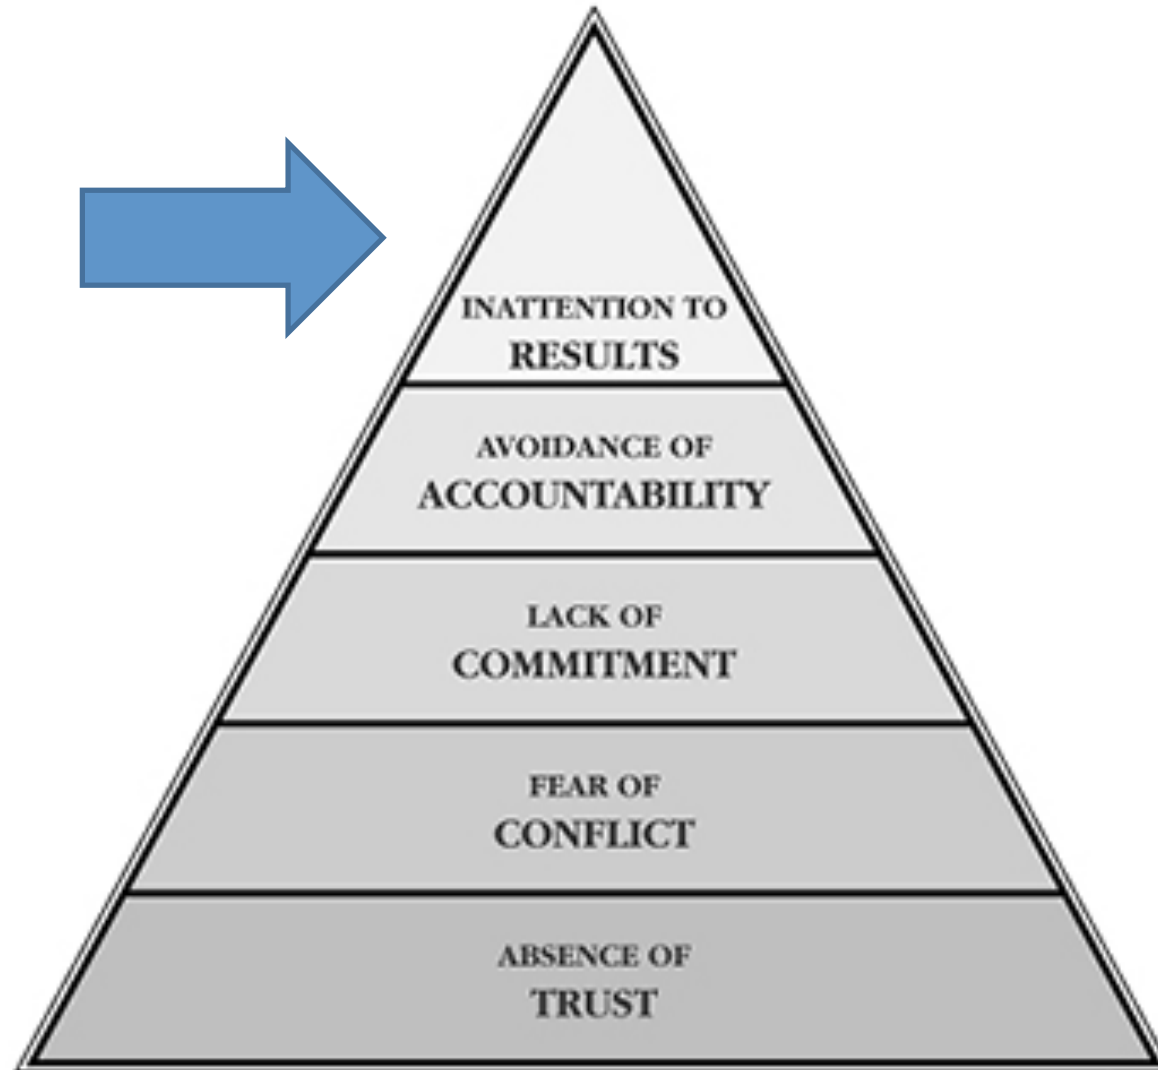 INATTENTION TO
RESULTS
AVOIDANCE OF
ACCOUNTABILITY
LACK OF
COMMITMENT
FEAR OF
CONFLICT
ABSENCE OF
TRUST